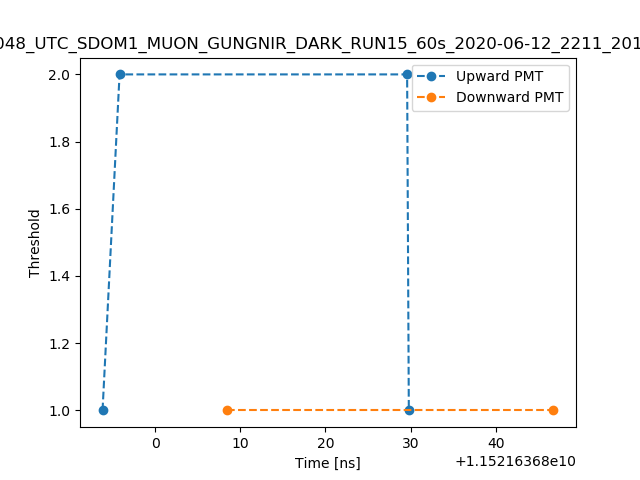 048_UTC_SDOM1_MUON_GUNGNIR_DARK_RUN15_60s_2020-06-12_2211_201
Upward PMT
Downward PMT
2.0
1.8
1.6
1.4
1.2
1.0
Threshold
0
10
20
30
40
Time [ns]
+1.15216368e10